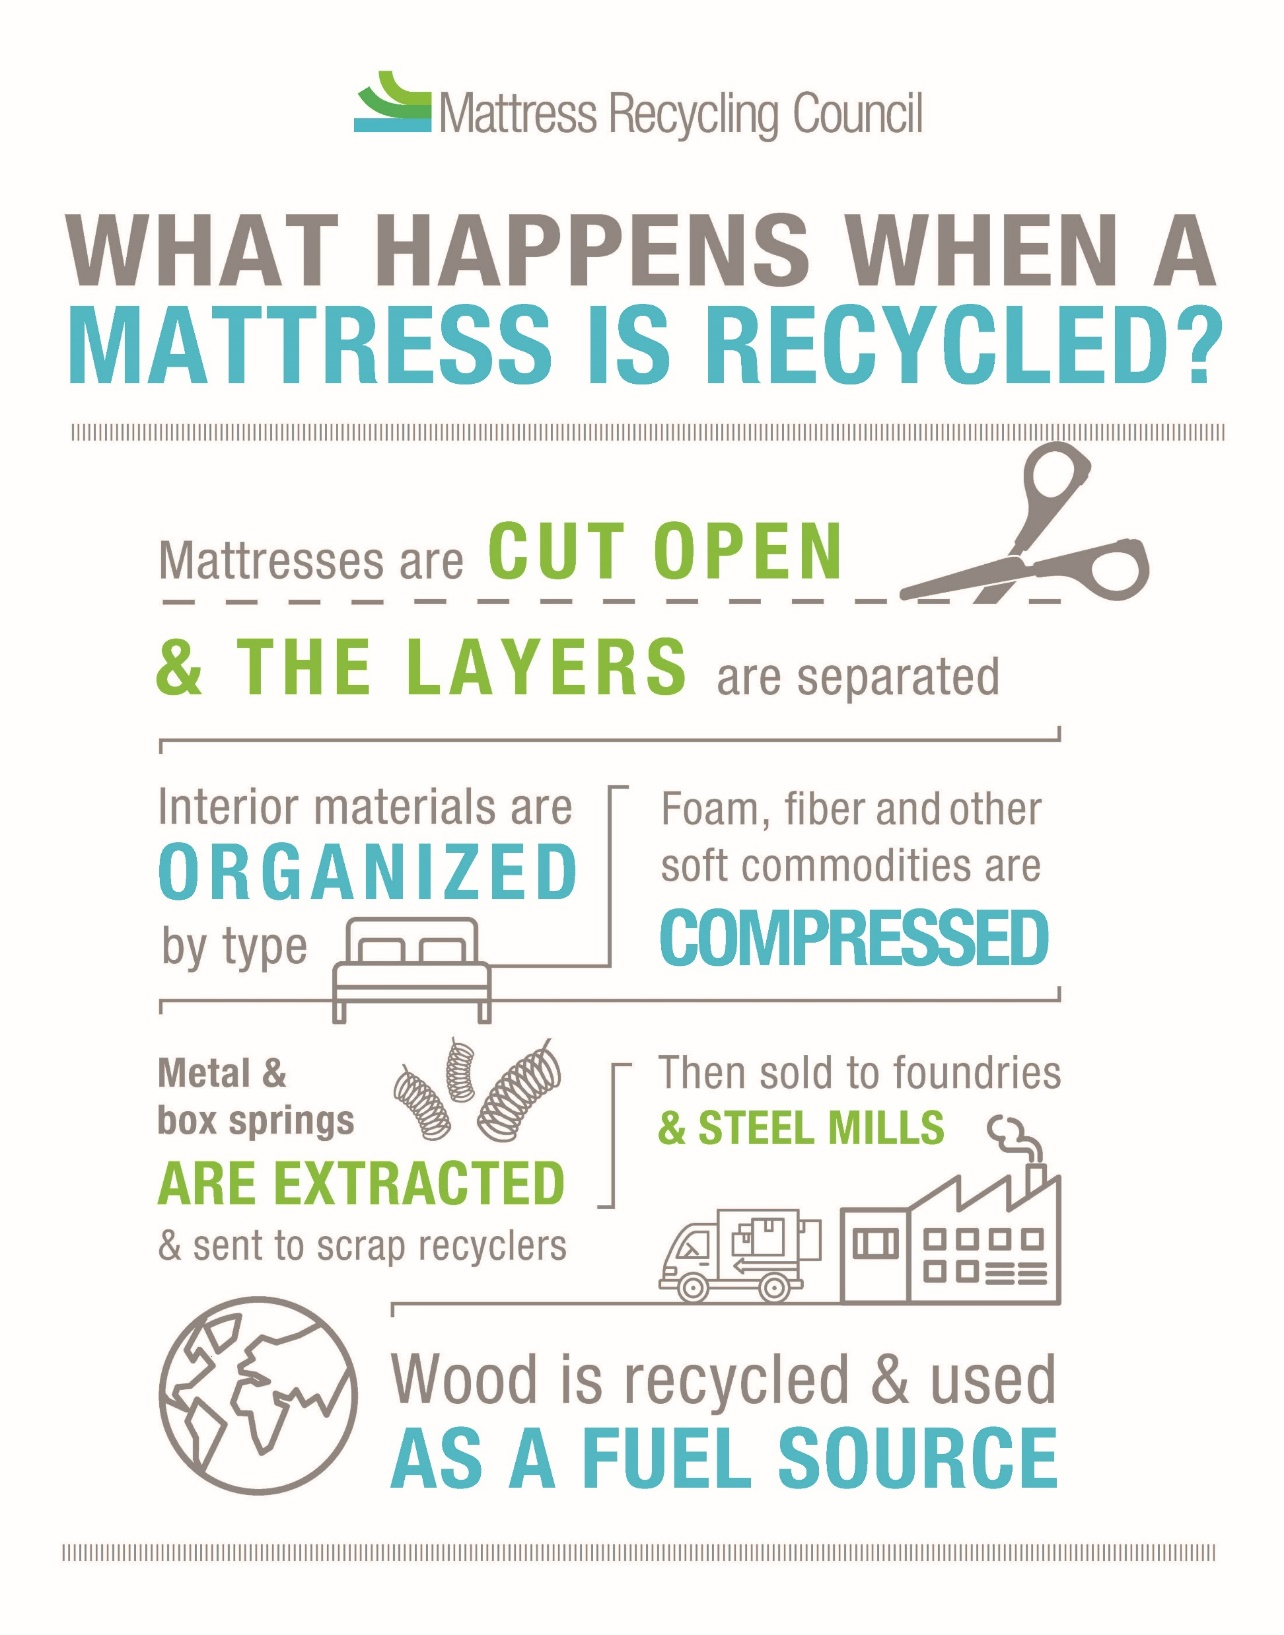 Mattress Recycling Council
WHAT HAPPENS WHEN A
MATTRESS IS RECYCLED?
Mattresses are CUT OPEN
& THE LAYERS are separated
Interior materials are
ORGANIZED
by type
Foam, fiber and other
soft commodities are
COMPRESSED
Metal &
box springs
ARE EXTRACTED
& sent to scrap recyclers
Then sold to foundries
& STEEL MILLS
Wood is recycled & used
AS A FUEL SOURCE